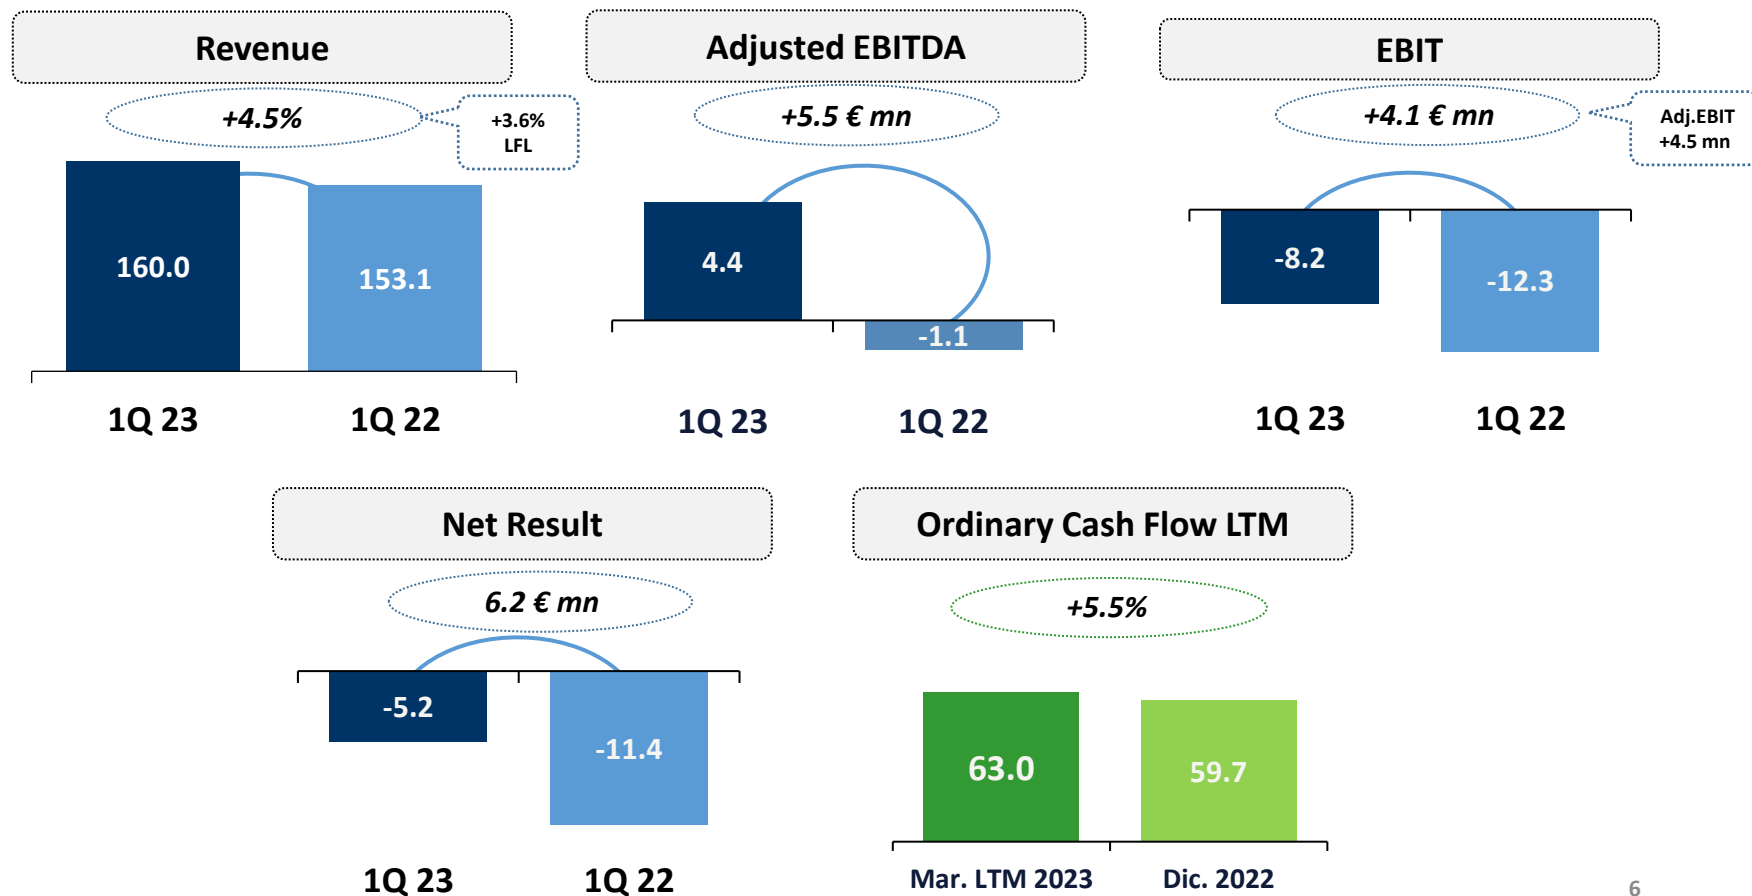 Revenue
+4.5%
+3.6%
LFL
160.0
153.1
1Q 23
1Q 22
Adjusted EBITDA
+5.5 € mn
4.4
-1.1
1Q 23
1Q 22
EBIT
+4.1 € mn
Adj.EBIT
+4.5 mn
-8.2
-12.3
1Q 23
1Q 22
Net Result
6.2 € mn
-5.2
-11.4
1Q 23
1Q 22
Ordinary Cash Flow LTM
+5.5%
63.0
59.7
Mar. LTM 2023
Dic. 2022
6